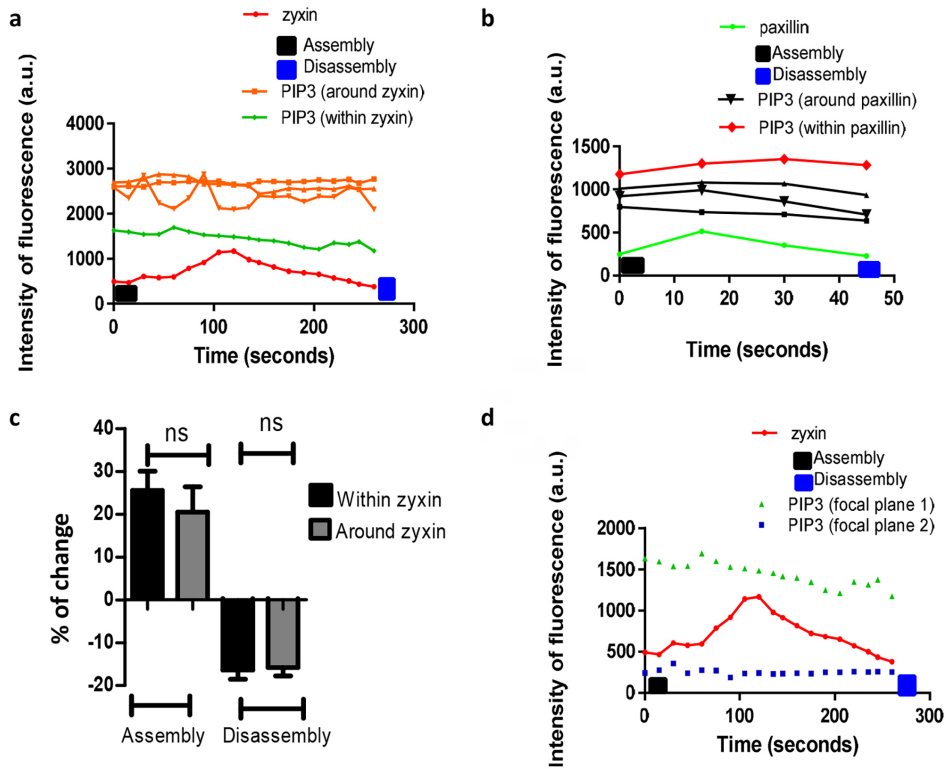 a
zyxin
Assembly
Disassembly
PIP3 (around zyxin)
PIP3 (within zyxin)
Intensity of fluorescence (a.u.)
4000
3000
2000
1000
0
0 100 200 300
Time (seconds)
b
paxillin
Assembly
Disassembly
PIP3 (around paxillin)
PIP3 (within paxillin)
Intensity of fluorescence (a.u.)
1500
1000
500
0
0 10 20 30 40 50
Time (seconds)
c
ns ns
Within zyxin
Around zyxin
% of change
40
30
20
10
0
-10
-20
Assembly Disassembly
d
zyxin
Assembly
Disassembly
PIP3 (focal plane 1)
PIP3 (focal plane 2)
Intensity of fluorescence (a.u.)
2000
1500
1000
500
0
0 100 200 300
Time (seconds)